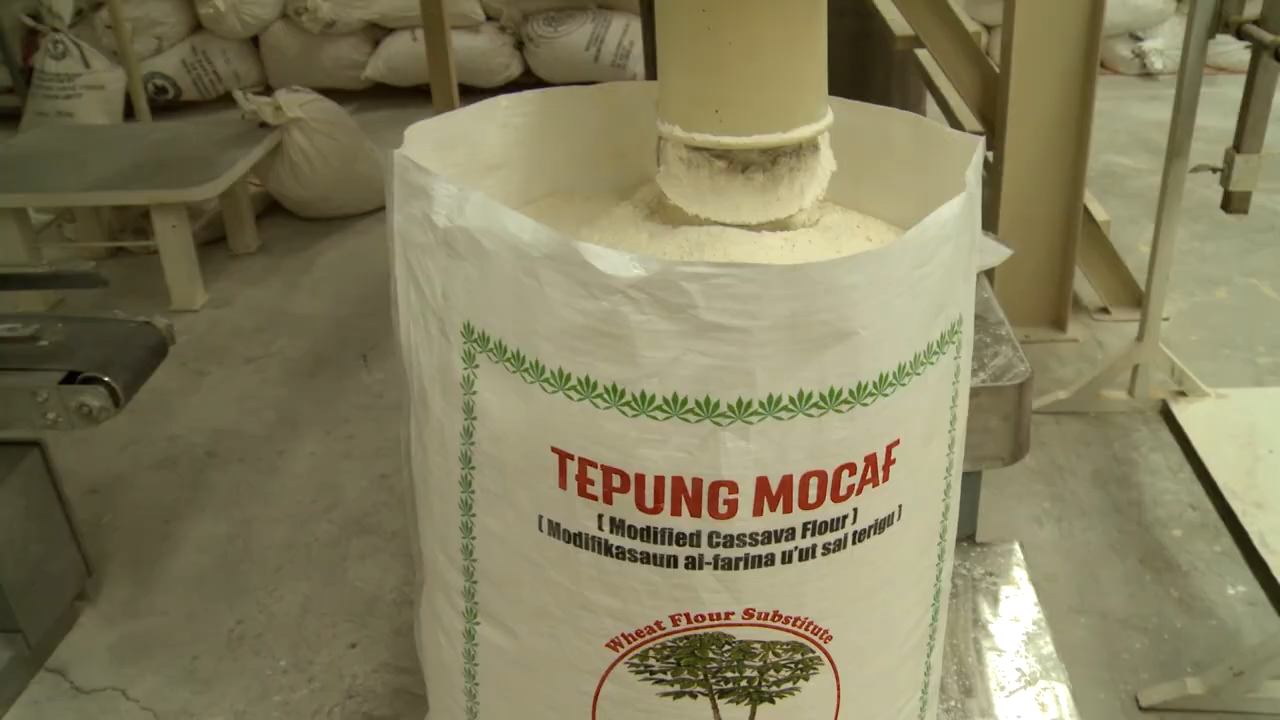 TEPUNG MOCAF
( Modified Cassava Flour )
( Modifikasaun ai-farina u'ut sai terigu )
Wheat Flour Substitute